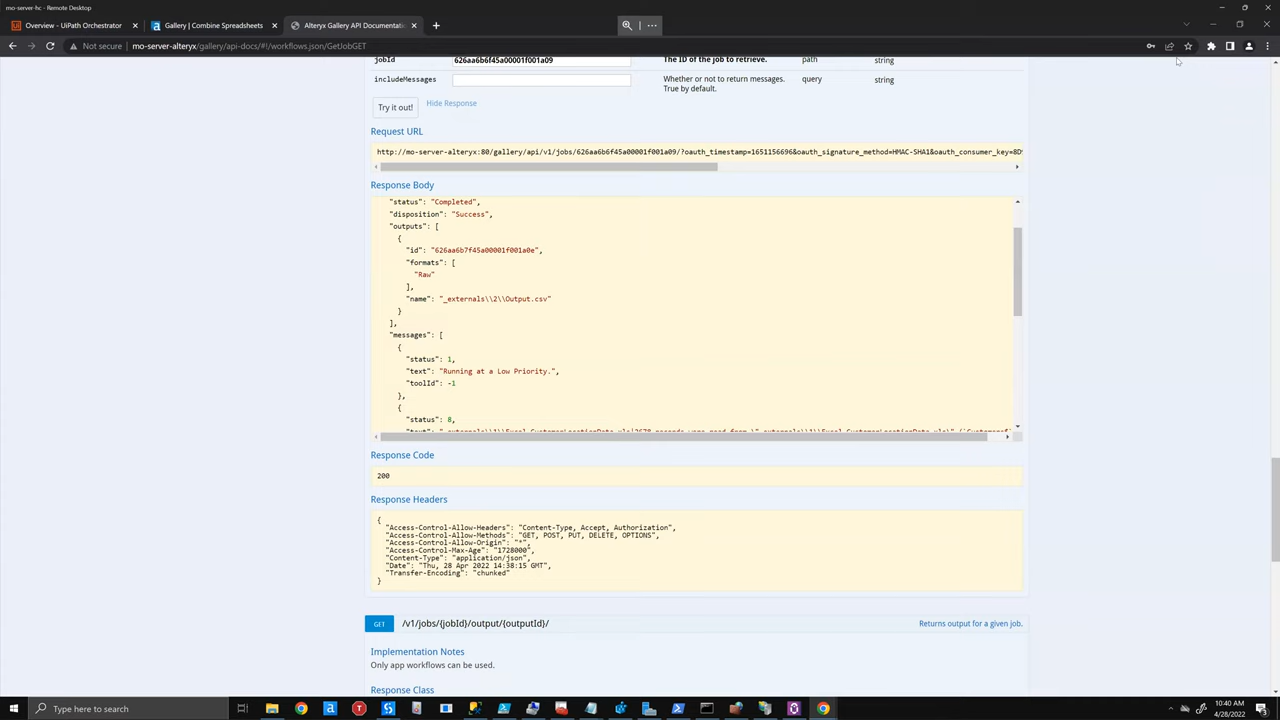 mo-server-hc - Remote Desktop
Overview - UiPath Orchestrator
Gallery | Combine Spreadsheets
Alteryx Gallery API Documentati
Not secure
mo-server-alteryx/gallery/api-docs/#!/workflows.json/GetJobGET
jobId 626aa6b6f45a00001f001a09 The ID of the job to retrieve. path string
includeMessages Whether or not to return messages. query string
True by default.
Try it out! Hide Response
Request URL
http://mo-server-alteryx:80/gallery/api/v1/jobs/626aa6b6f45a00001f001a09/?oauth_timestamp=1651156696&oauth_signature_method=HMAC-SHA1&oauth_consumer_key=8D
Response Body
"status": "Completed",
"disposition": "Success",
"outputs": [
{
"id": "626aa6b7f45a00001f001a0e",
"formats": [
"Raw"
],
"name": "_externals\\2\\Output.csv"
}
],
"messages": [
{
"status": 1,
"text": "Running at a Low Priority.",
"toolId": -1
},
{
"status": 8,
Response Code
200
Response Headers
{
"Access-Control-Allow-Headers": "Content-Type, Accept, Authorization",
"Access-Control-Allow-Methods": "GET, POST, PUT, DELETE, OPTIONS",
"Access-Control-Allow-Origin": "*",
"Access-Control-Max-Age": "1728000",
"Content-Type": "application/json",
"Date": "Thu, 28 Apr 2022 14:38:15 GMT",
"Transfer-Encoding": "chunked"
}
GET /v1/jobs/{jobId}/output/{outputId}/ Returns output for a given job.
Implementation Notes
Only app workflows can be used.
Response Class
Type here to search
10:40 AM
4/28/2022